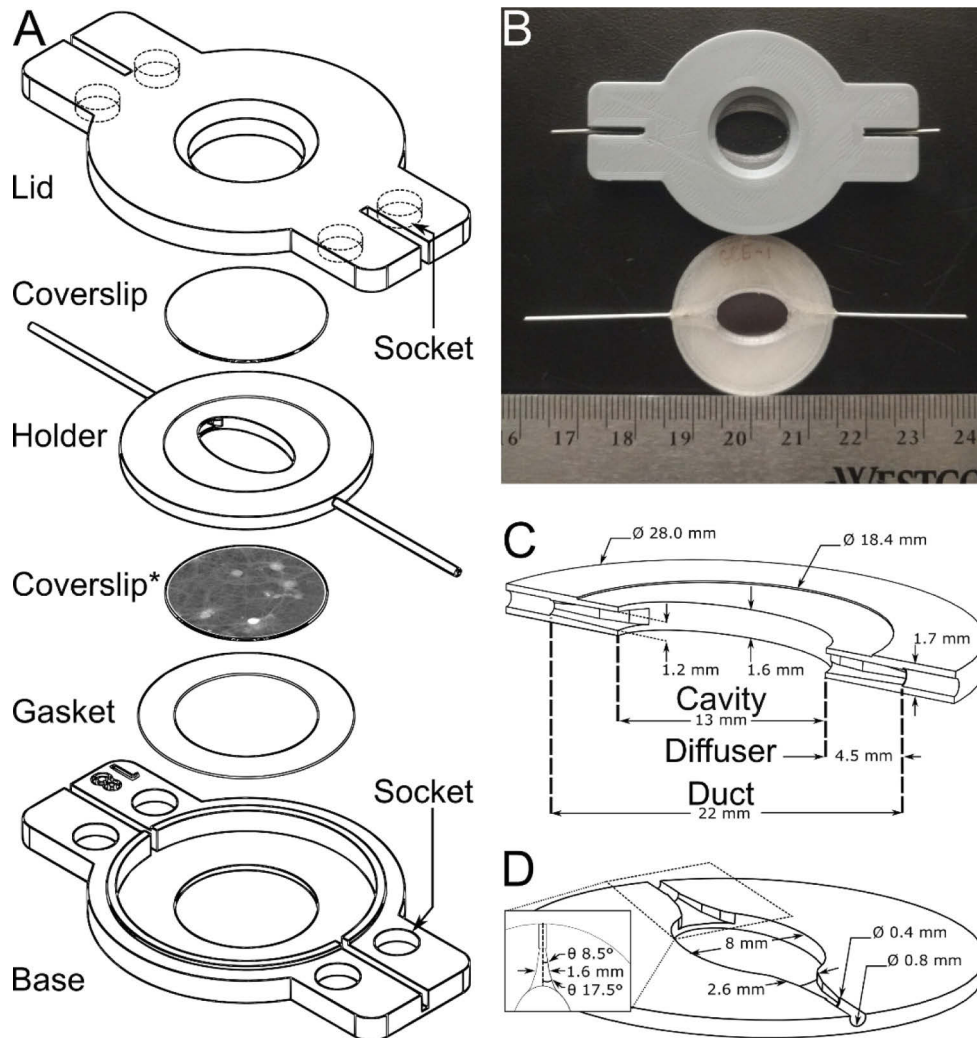 A
Lid
Coverslip
Socket
Holder
Coverslip*
Gasket
Socket
Base
B
16 17 18 19 20 21 22 23 24
C
Ø 28.0 mm
Ø 18.4 mm
1.7 mm
1.2 mm
1.6 mm
Cavity
13 mm
Diffuser
4.5 mm
Duct
22 mm
D
θ 8.5°
1.6 mm
θ 17.5°
8 mm
2.6 mm
Ø 0.4 mm
Ø 0.8 mm